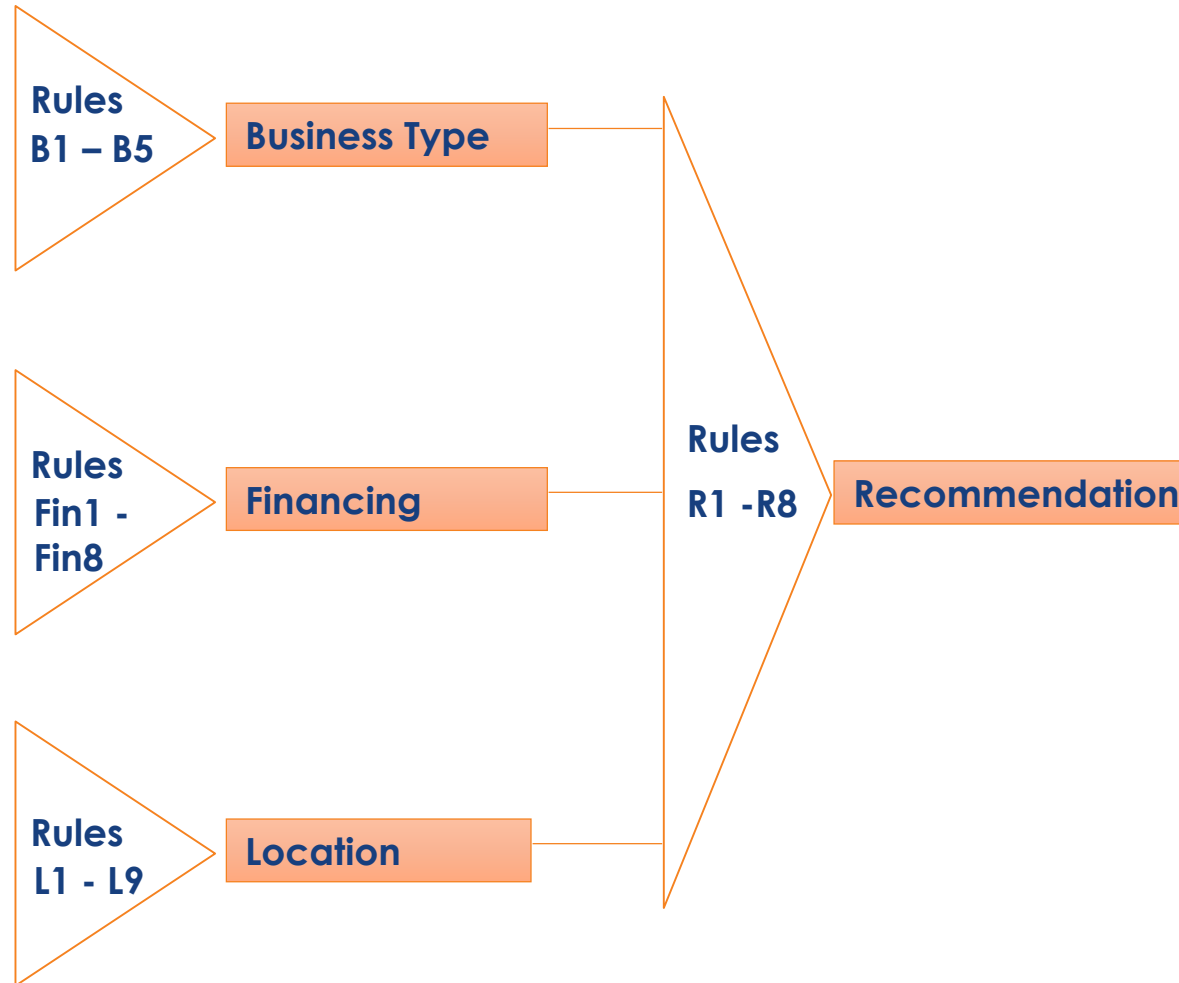 Rules
B1 – B5
Business Type
Rules
Fin1 -
Fin8
Financing
Rules
L1 - L9
Location
Rules
R1 -R8
Recommendation